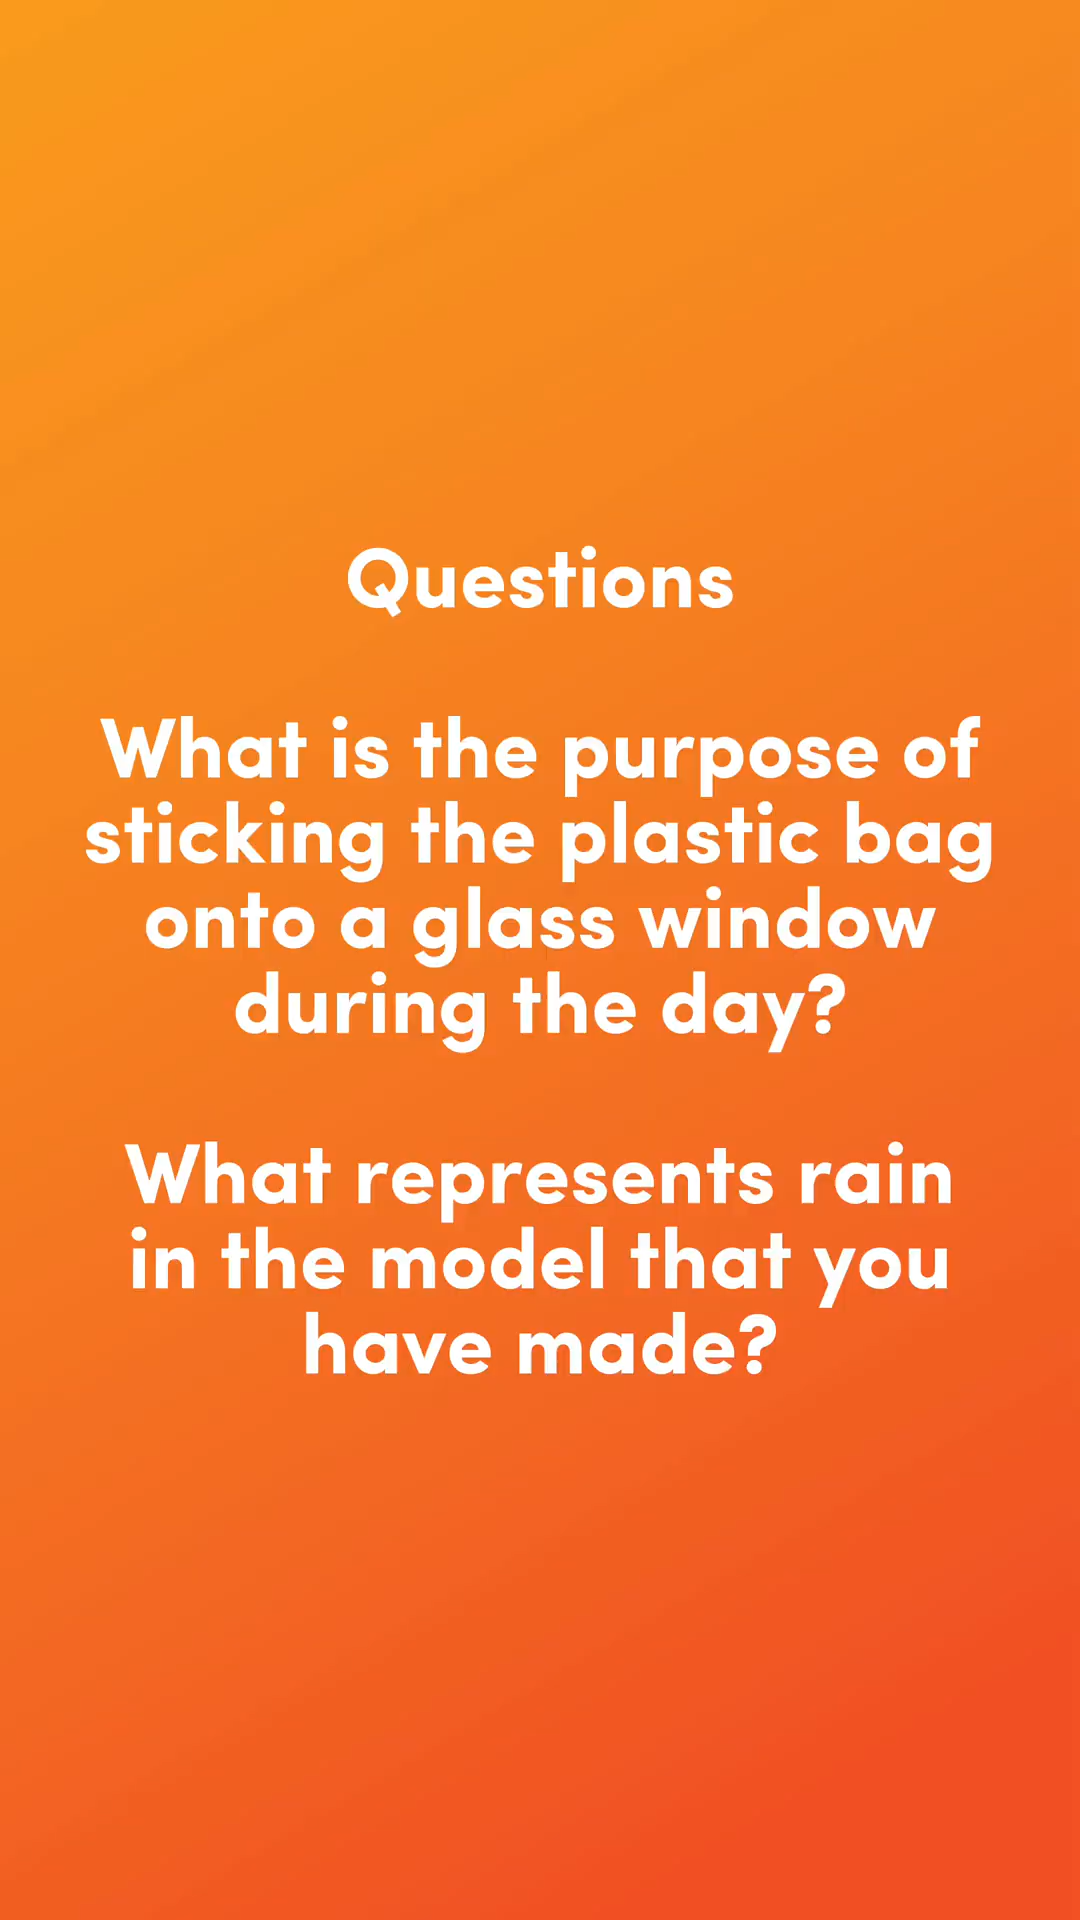 Questions
What is the purpose of
sticking the plastic bag
onto a glass window
during the day?
What represents rain
in the model that you
have made?